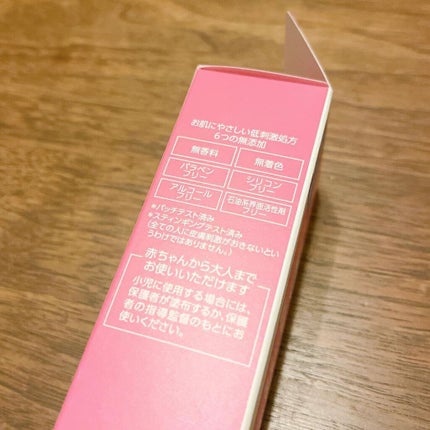 お肌にやさしい低刺激処方
6つの無添加
無香料
無着色
パラベン
フリー
シリコン
フリー
アルコール
フリー
石油系界面活性剤
フリー
*パッチテスト済み
*スティンギングテスト済み
(全ての人に皮膚刺激がおきないという
わけではありません。)
赤ちゃんから大人まで
お使いいただけます
小児に使用する場合には、
保護者が塗布するか、保護
者の指導監督のもとにお
使いください。